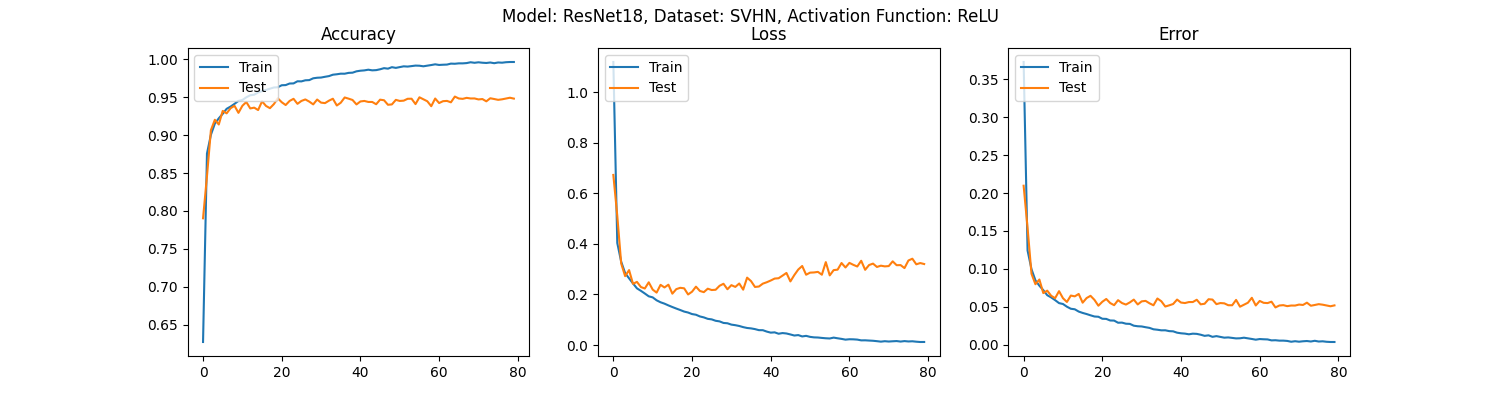 Model: ResNet18, Dataset: SVHN, Activation Function: ReLU
Accuracy
1.00
0.95
0.90
0.85
0.80
0.75
0.70
0.65
0 20 40 60 80
Train
Test
Loss
1.0
0.8
0.6
0.4
0.2
0.0
0 20 40 60 80
Train
Test
Error
0.35
0.30
0.25
0.20
0.15
0.10
0.05
0.00
0 20 40 60 80
Train
Test